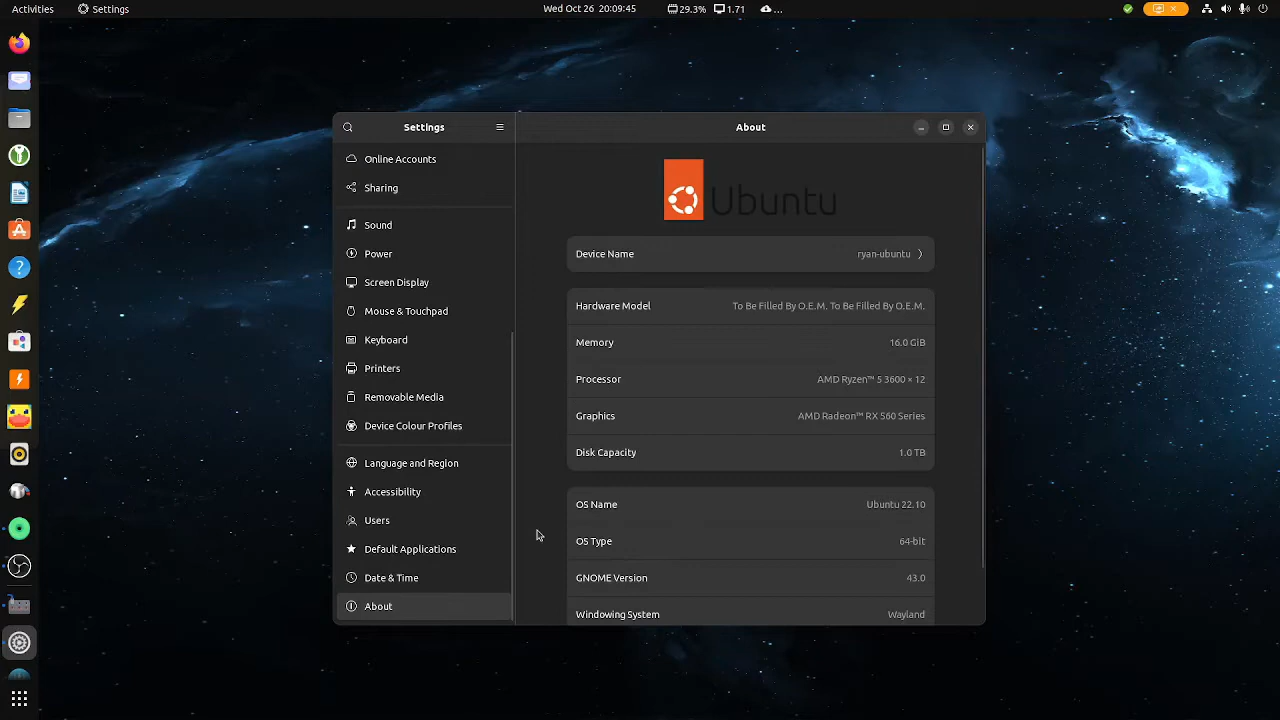 Activities Settings Wed Oct 26 20:09:45 29.3% 1.71 ...
Settings
About
Online Accounts
Sharing
Sound
Power
Screen Display
Mouse & Touchpad
Keyboard
Printers
Removable Media
Device Colour Profiles
Language and Region
Accessibility
Users
Default Applications
Date & Time
About
Ubuntu
Device Name ryan-ubuntu
Hardware Model To Be Filled By O.E.M. To Be Filled By O.E.M.
Memory 16.0 GiB
Processor AMD Ryzen™ 5 3600 × 12
Graphics AMD Radeon™ RX 560 Series
Disk Capacity 1.0 TB
OS Name Ubuntu 22.10
OS Type 64-bit
GNOME Version 43.0
Windowing System Wayland